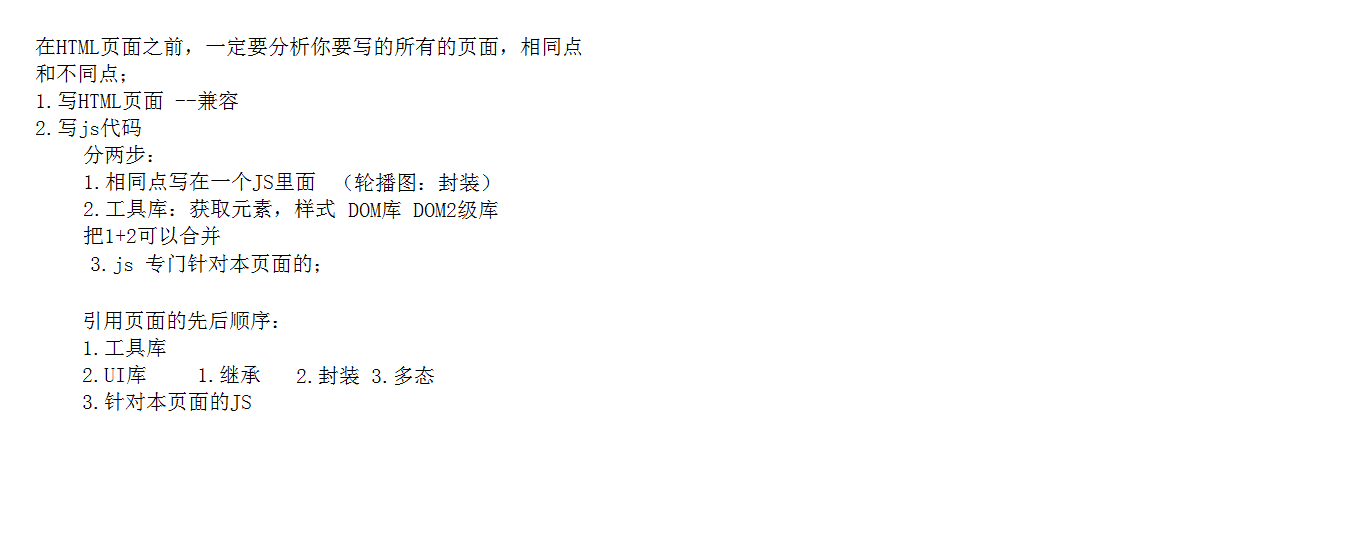 在HTML页面之前，一定要分析你要写的所有的页面，相同点
和不同点；
1.写HTML页面 --兼容
2.写js代码
分两步：
1.相同点写在一个JS里面 （轮播图：封装）
2.工具库：获取元素，样式 DOM库 DOM2级库
把1+2可以合并
3.js 专门针对本页面的；
引用页面的先后顺序：
1.工具库
2.UI库 1.继承 2.封装 3.多态
3.针对本页面的JS